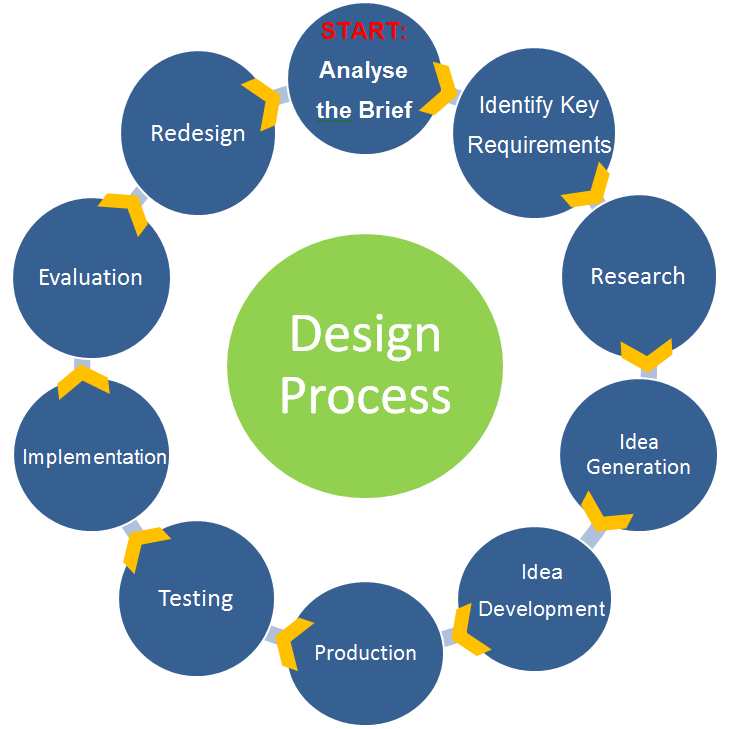 START:
Analyse
the Brief
Identify Key
Requirements
Research
Idea
Generation
Idea
Development
Production
Testing
Implementation
Evaluation
Redesign
Design
Process